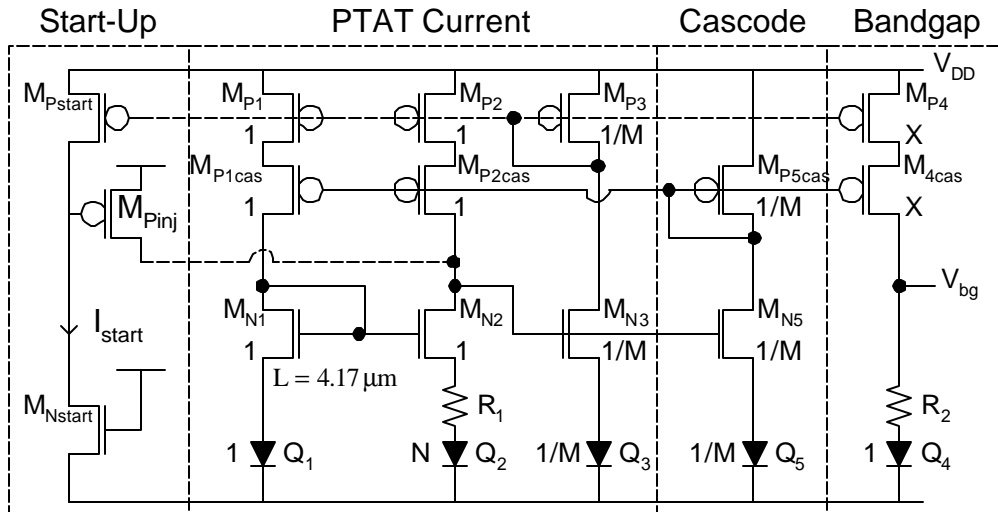 Start-Up PTAT Current Cascode Bandgap
V_DD
M_Pstart M_P1 M_P2 M_P3 M_P4
1 1 1/M X
M_P1cas M_P2cas M_P5cas M_4cas
M_Pinj
1 1 1/M X
V_bg
I_start
M_N1 M_N2 M_N3 M_N5
1 1 1/M 1/M
L = 4.17 μm
M_Nstart R_1 R_2
1 Q_1 N Q_2 1/M Q_3 1/M Q_5 1 Q_4